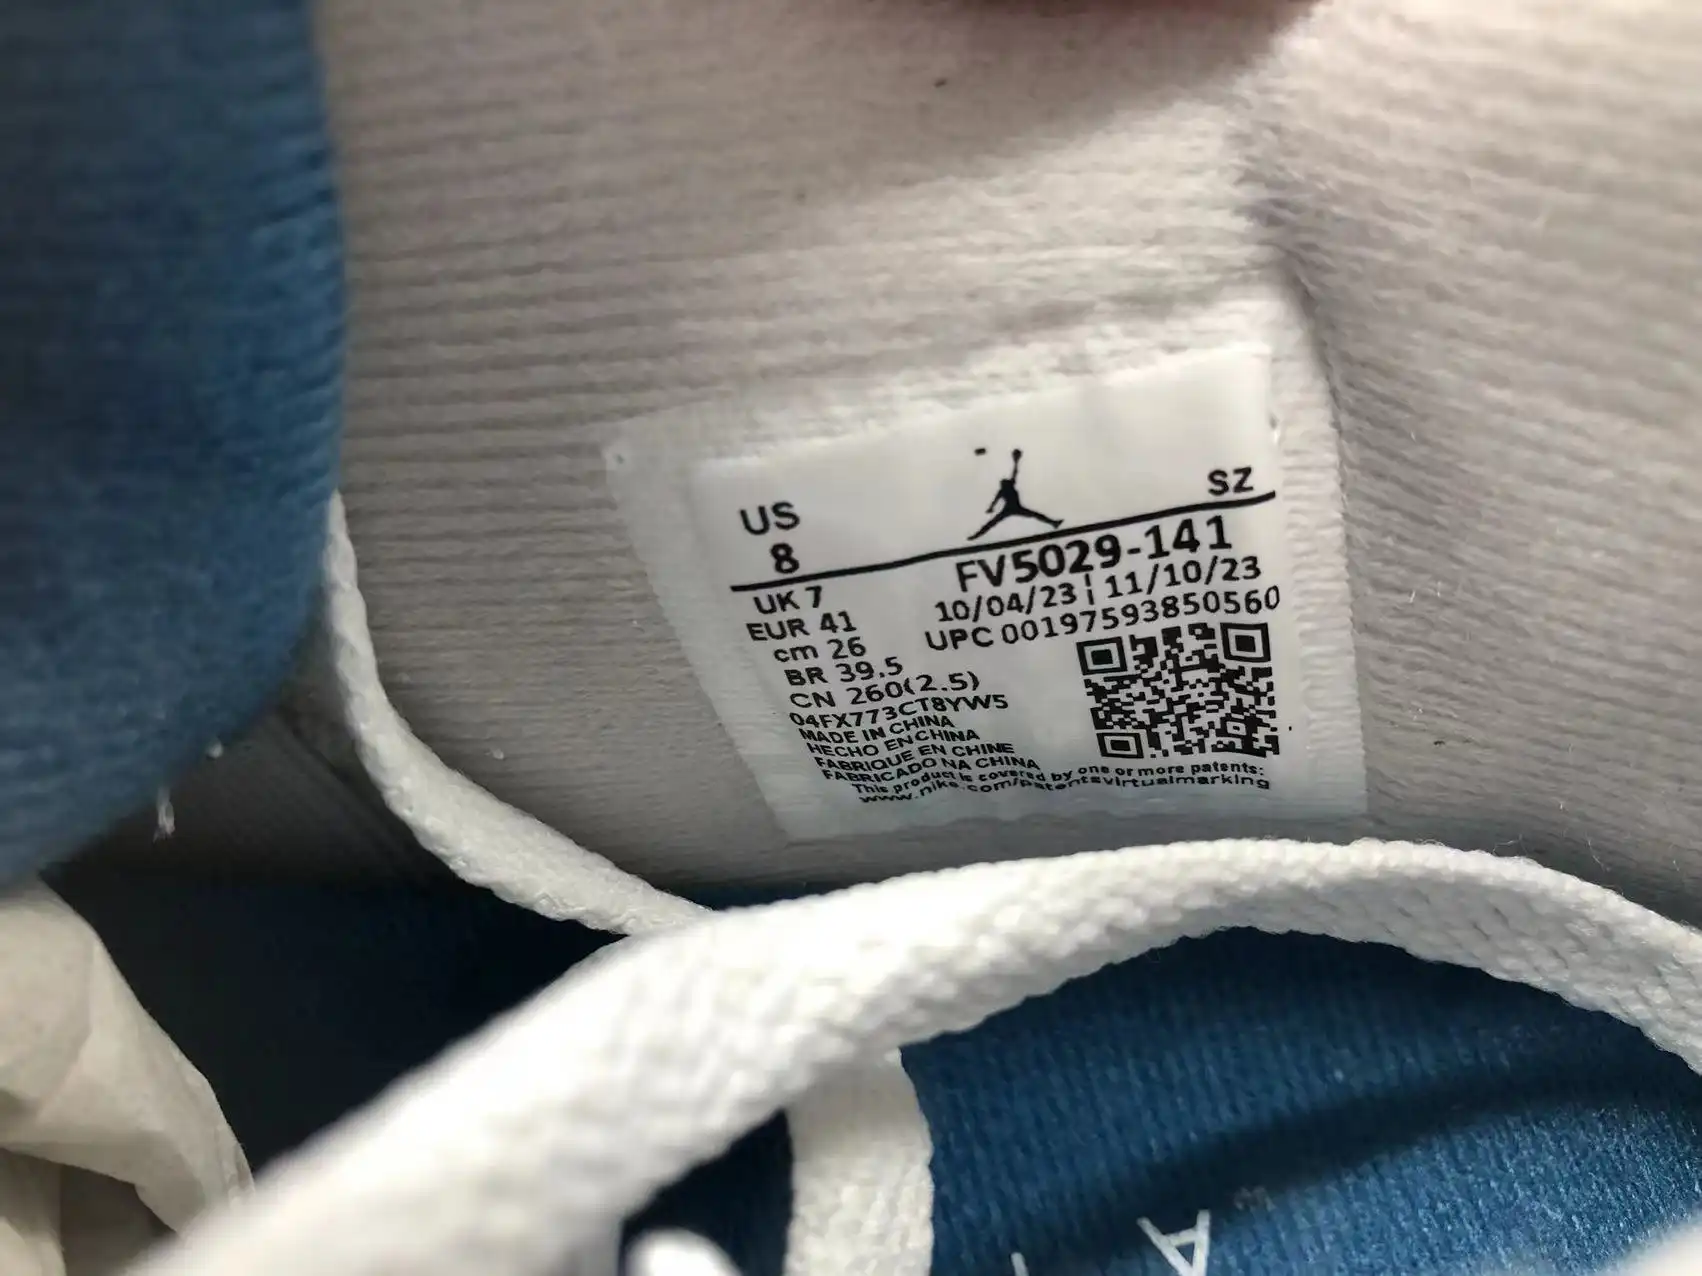 US
8
SZ
FV5029-141
10/04/23 | 11/10/23
UPC 00197593850560
UK 7
EUR 41
cm 26
BR 39.5
CN 260(2.5)
04FX773CT8YW5
MADE IN CHINA
HECHO EN CHINA
FABRIQUE EN CHINE
FABRICADO NA CHINA
This product is covered by one or more patents:
www.nike.com/patentsvirtualmarking
A